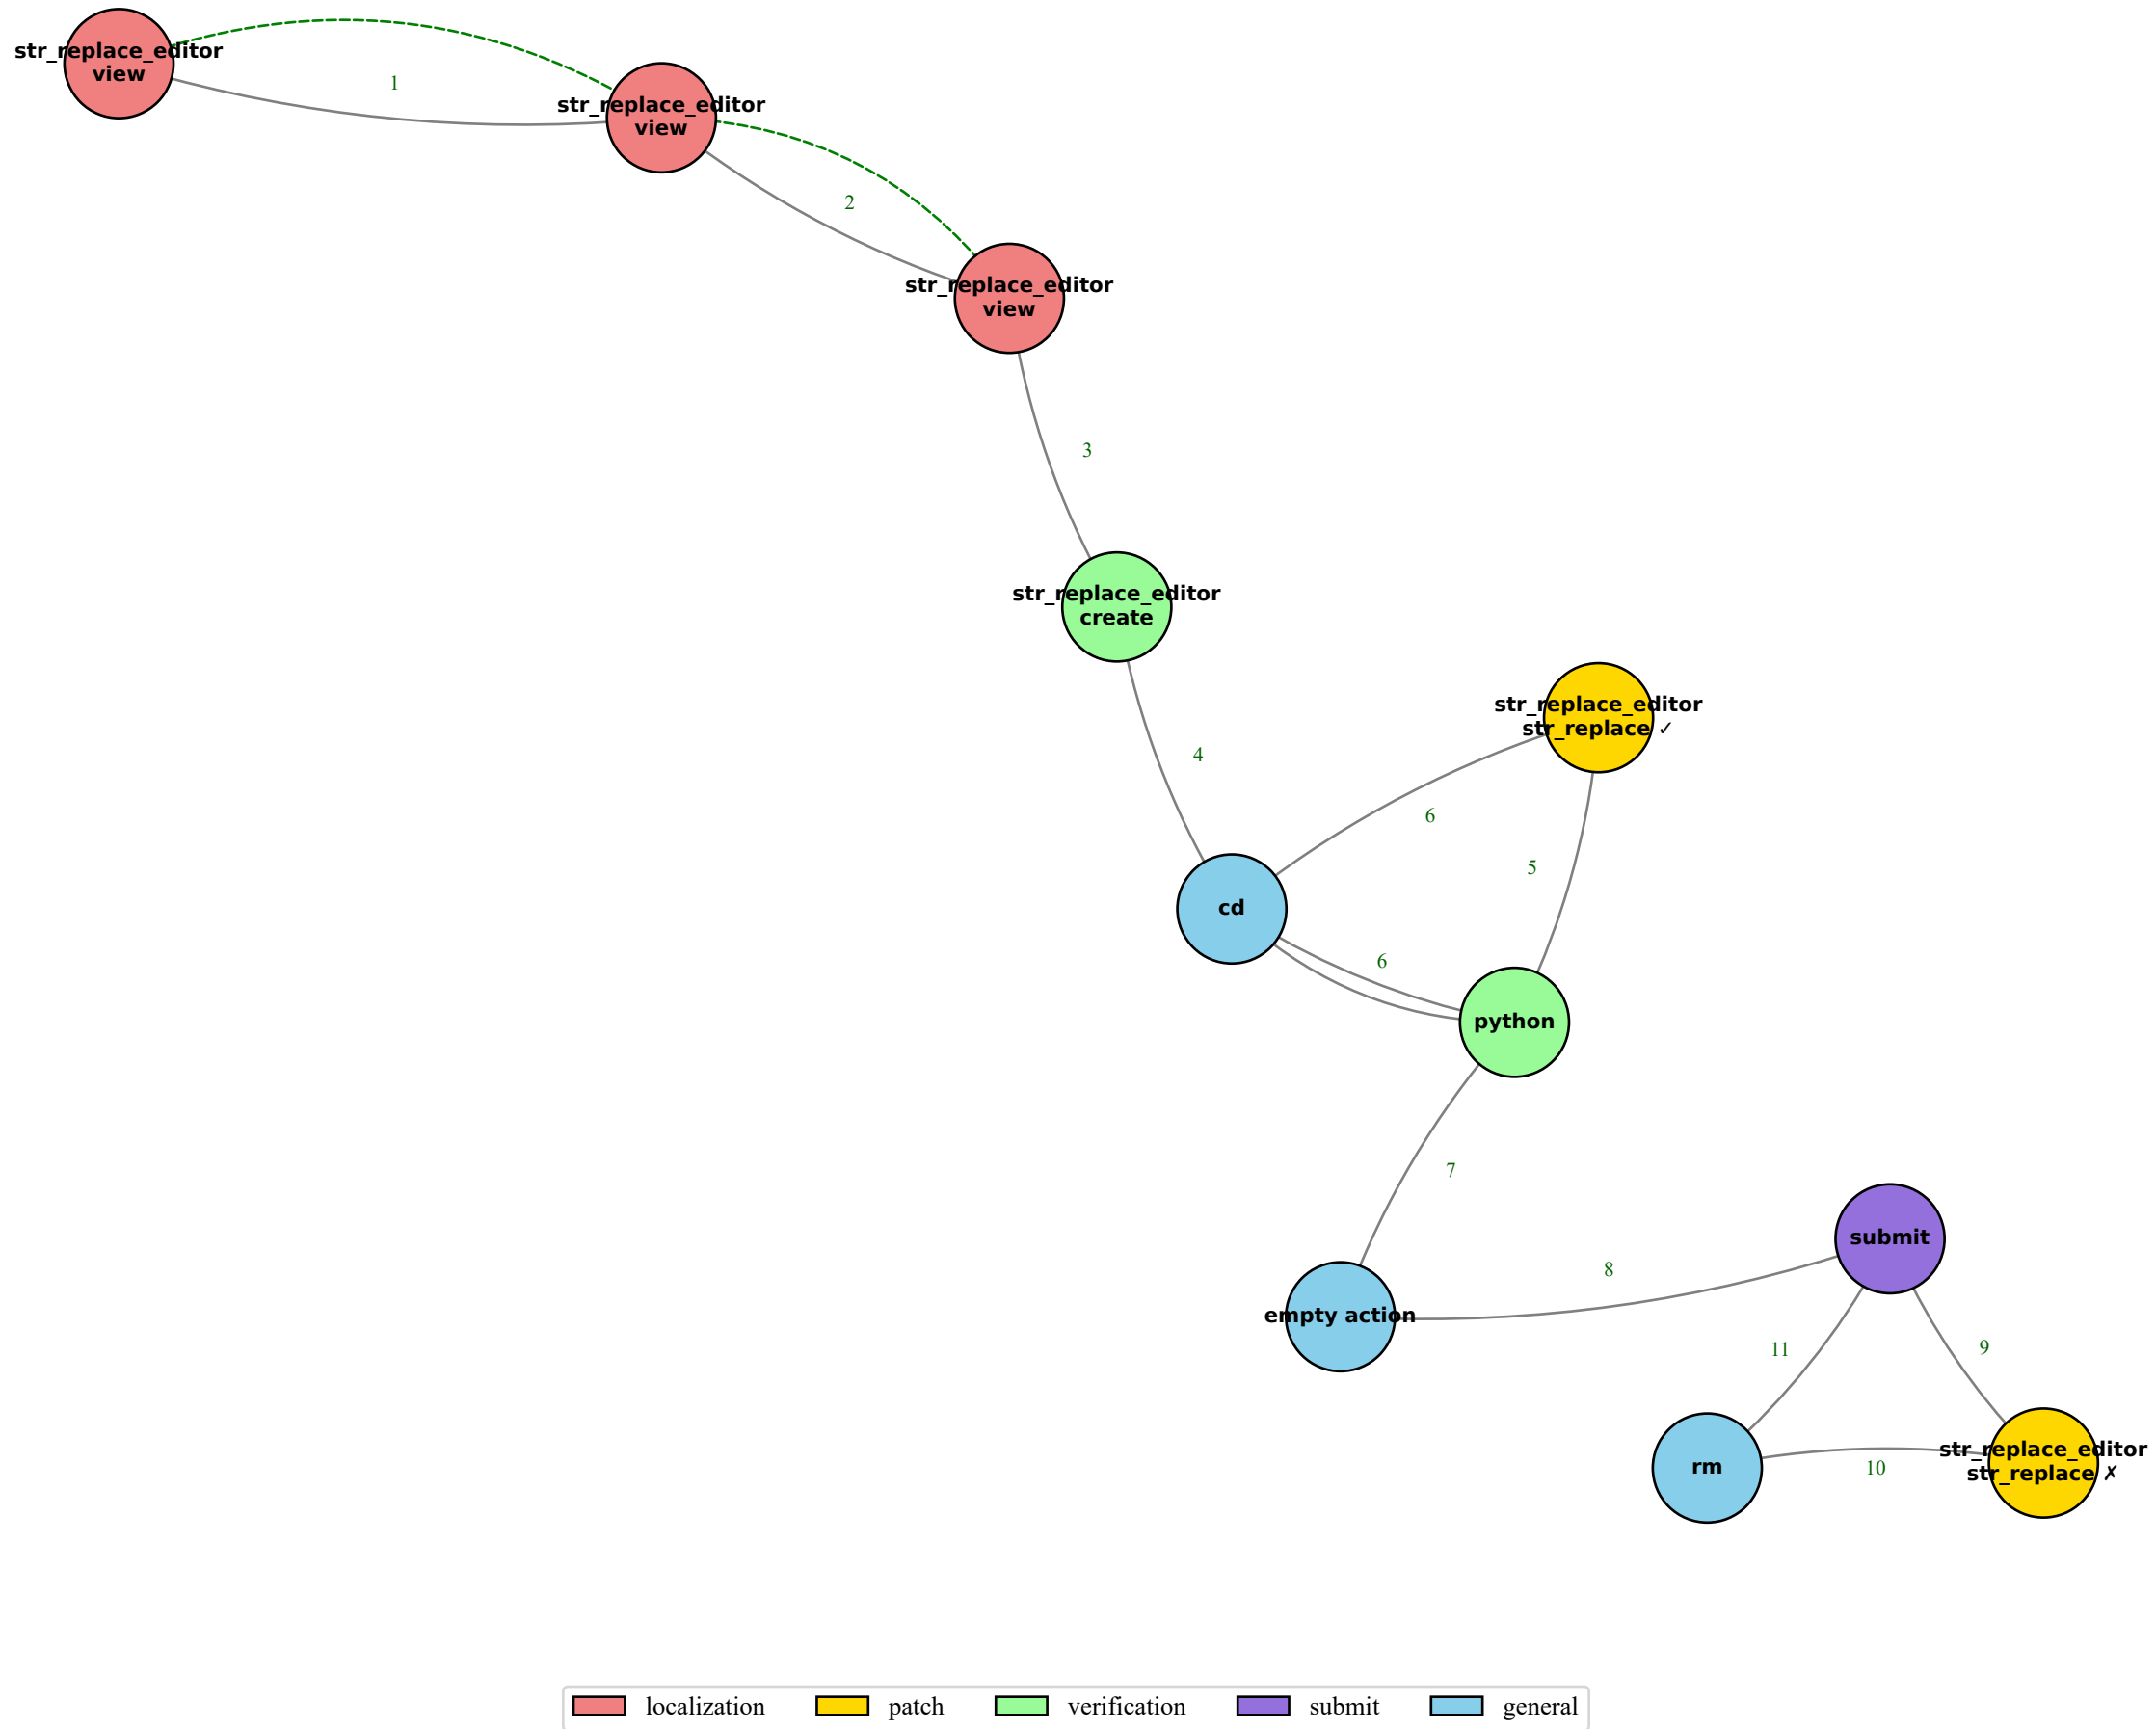 str_replace_editor
view
1
str_replace_editor
view
2
str_replace_editor
view
3
str_replace_editor
create
4
str_replace_editor
str_replace ✓
6
5
cd
6
python
7
submit
8
empty action
11
9
str_replace_editor
str_replace ✗
rm
10
localization
patch
verification
submit
general